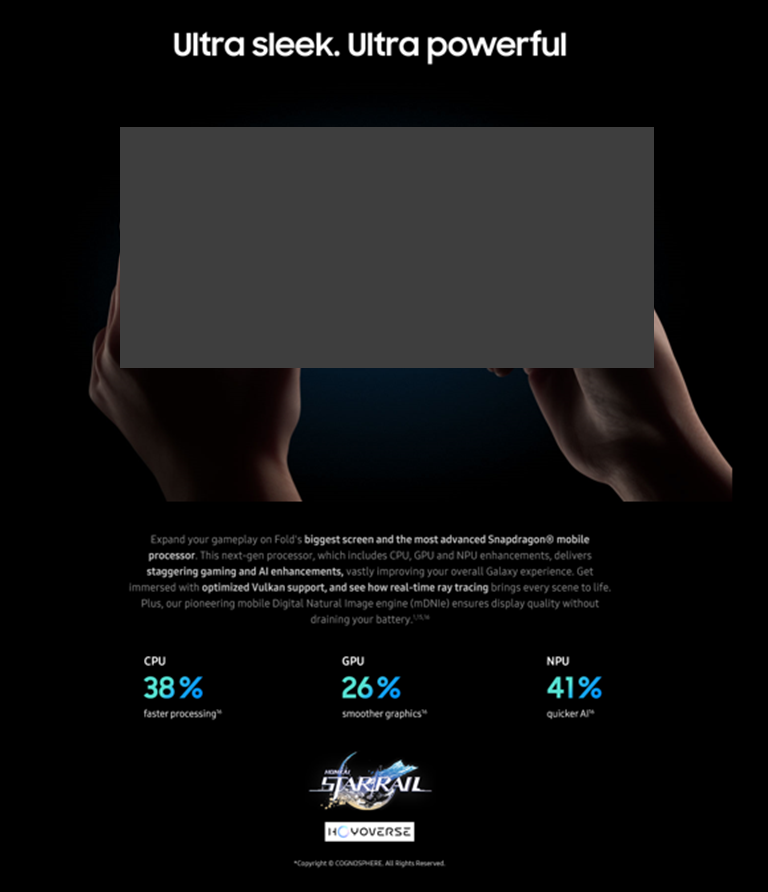 Ultra sleek. Ultra powerful
Expand your gameplay on Fold's biggest screen and the most advanced Snapdragon® mobile
processor. This next-gen processor, which includes CPU, GPU and NPU enhancements, delivers
staggering gaming and AI enhancements, vastly improving your overall Galaxy experience. Get
immersed with optimized Vulkan support, and see how real-time ray tracing brings every scene to life.
Plus, our pioneering mobile Digital Natural Image engine (mDNIe) ensures display quality without
draining your battery.
CPU GPU NPU
38% 26% 41%
faster processing¹⁶ smoother graphics¹⁶ quicker AI¹⁶
HONKAI
STAR RAIL
HOYOVERSE
*Copyright © COGNOSPHERE. All Rights Reserved.